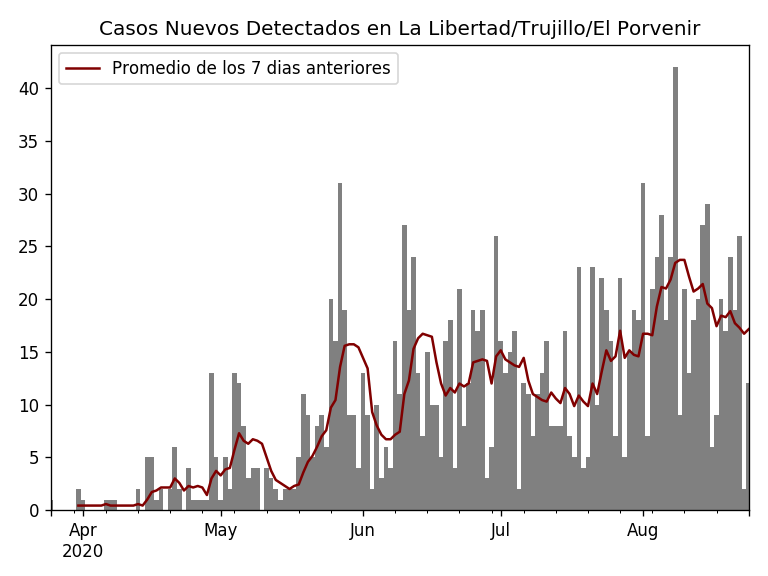 Casos Nuevos Detectados en La Libertad/Trujillo/El Porvenir
Promedio de los 7 dias anteriores
40
35
30
25
20
15
10
5
0
Apr
2020
May
Jun
Jul
Aug